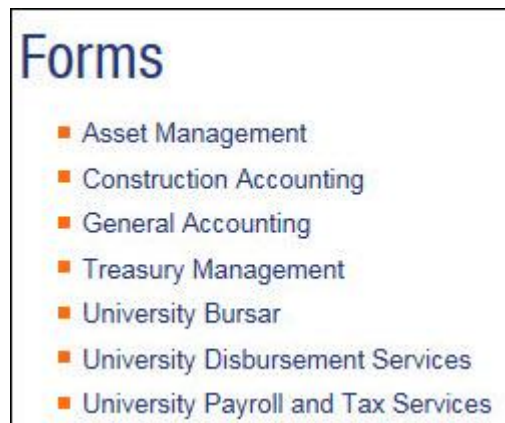 Forms
Asset Management
Construction Accounting
General Accounting
Treasury Management
University Bursar
University Disbursement Services
University Payroll and Tax Services